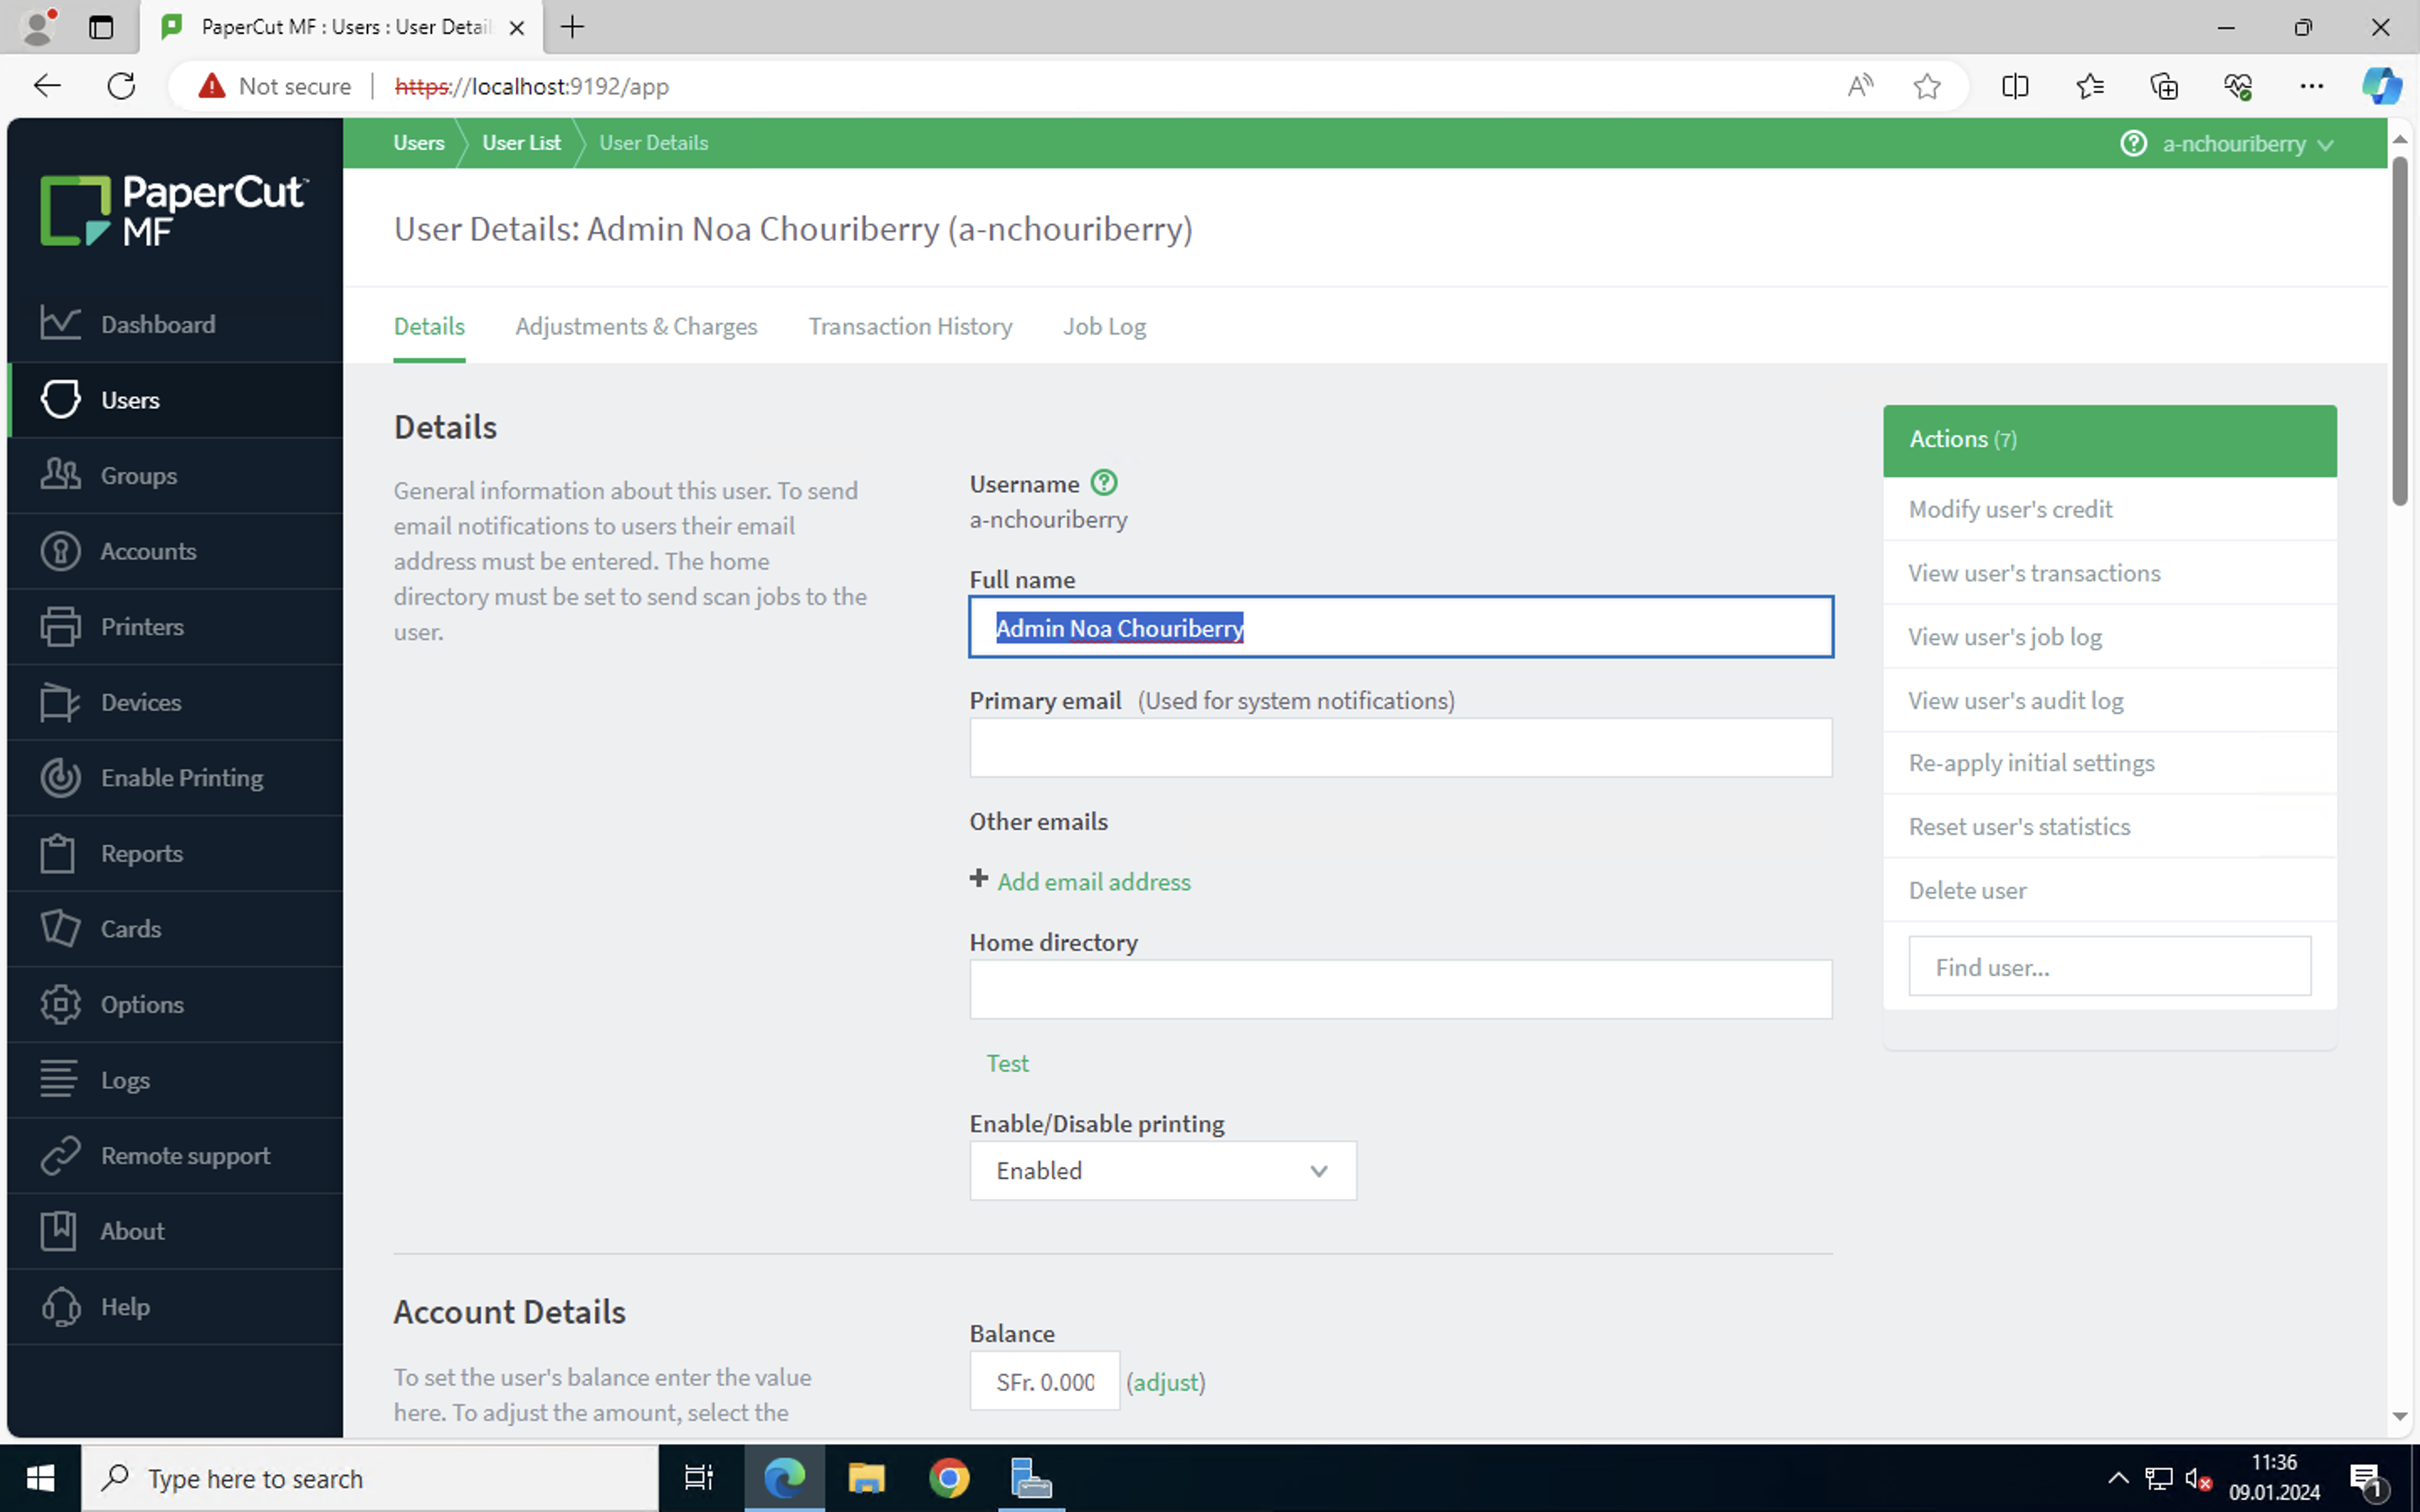 PaperCut MF : Users : User Detail
Not secure
https://localhost:9192/app
PaperCut™
MF
Dashboard
Users
Groups
Accounts
Printers
Devices
Enable Printing
Reports
Cards
Options
Logs
Remote support
About
Help
Users User List User Details
a-nchouriberry
User Details: Admin Noa Chouriberry (a-nchouriberry)
Details Adjustments & Charges Transaction History Job Log
Details
General information about this user. To send
email notifications to users their email
address must be entered. The home
directory must be set to send scan jobs to the
user.
Username
a-nchouriberry
Full name
Admin Noa Chouriberry
Primary email (Used for system notifications)
Other emails
+ Add email address
Home directory
Test
Enable/Disable printing
Enabled
Account Details
To set the user's balance enter the value
here. To adjust the amount, select the
Balance
SFr. 0.000 (adjust)
Actions (7)
Modify user's credit
View user's transactions
View user's job log
View user's audit log
Re-apply initial settings
Reset user's statistics
Delete user
Find user...
Type here to search
11:36
09.01.2024
1